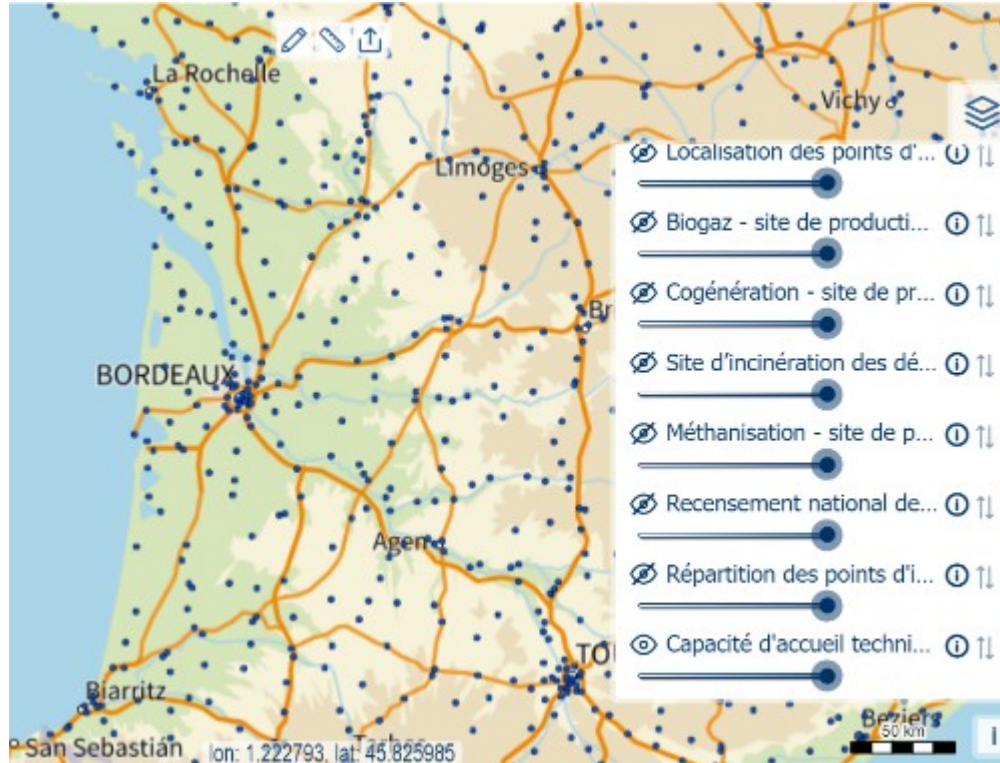 La Rochelle
Vichy
Localisation des points d'...
Limoges
Biogaz - site de producti...
Cogénération - site de pr...
Br
Site d'incinération des dé...
BORDEAUX
Méthanisation - site de p...
Recensement national de...
Agen
Répartition des points d'i...
Capacité d'accueil techni...
TO
Biarritz
Beziers
50 km
San Sebastián
lon: 1.222793, lat: 45.825985